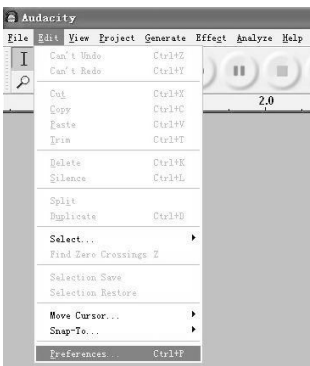 Audacity
File Edit View Project Generate Effect Analyze Help
Can't Undo Ctrl+Z
Can't Redo Ctrl+Y
Cut Ctrl+X
Copy Ctrl+C
Paste Ctrl+V
Trim Ctrl+T
Delete Ctrl+K
Silence Ctrl+L
Split
Duplicate Ctrl+D
Select...
Find Zero Crossings Z
Selection Save
Selection Restore
Move Cursor...
Snap-To...
Preferences... Ctrl+P
2.0